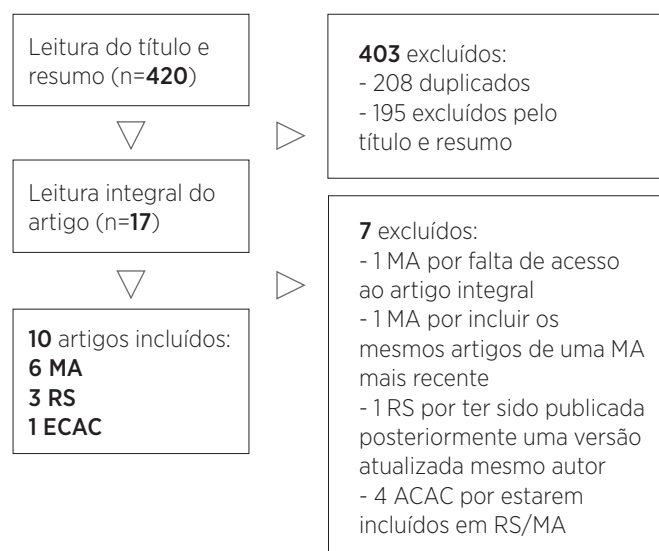 Leitura do título e
resumo (n=420)
403 excluídos:
- 208 duplicados
- 195 excluídos pelo
título e resumo
Leitura integral do
artigo (n=17)
7 excluídos:
- 1 MA por falta de acesso
ao artigo integral
- 1 MA por incluir os
mesmos artigos de uma MA
mais recente
- 1 RS por ter sido publicada
posteriormente uma versão
atualizada mesmo autor
- 4 ACAC por estarem
incluídos em RS/MA
10 artigos incluídos:
6 MA
3 RS
1 ECAC